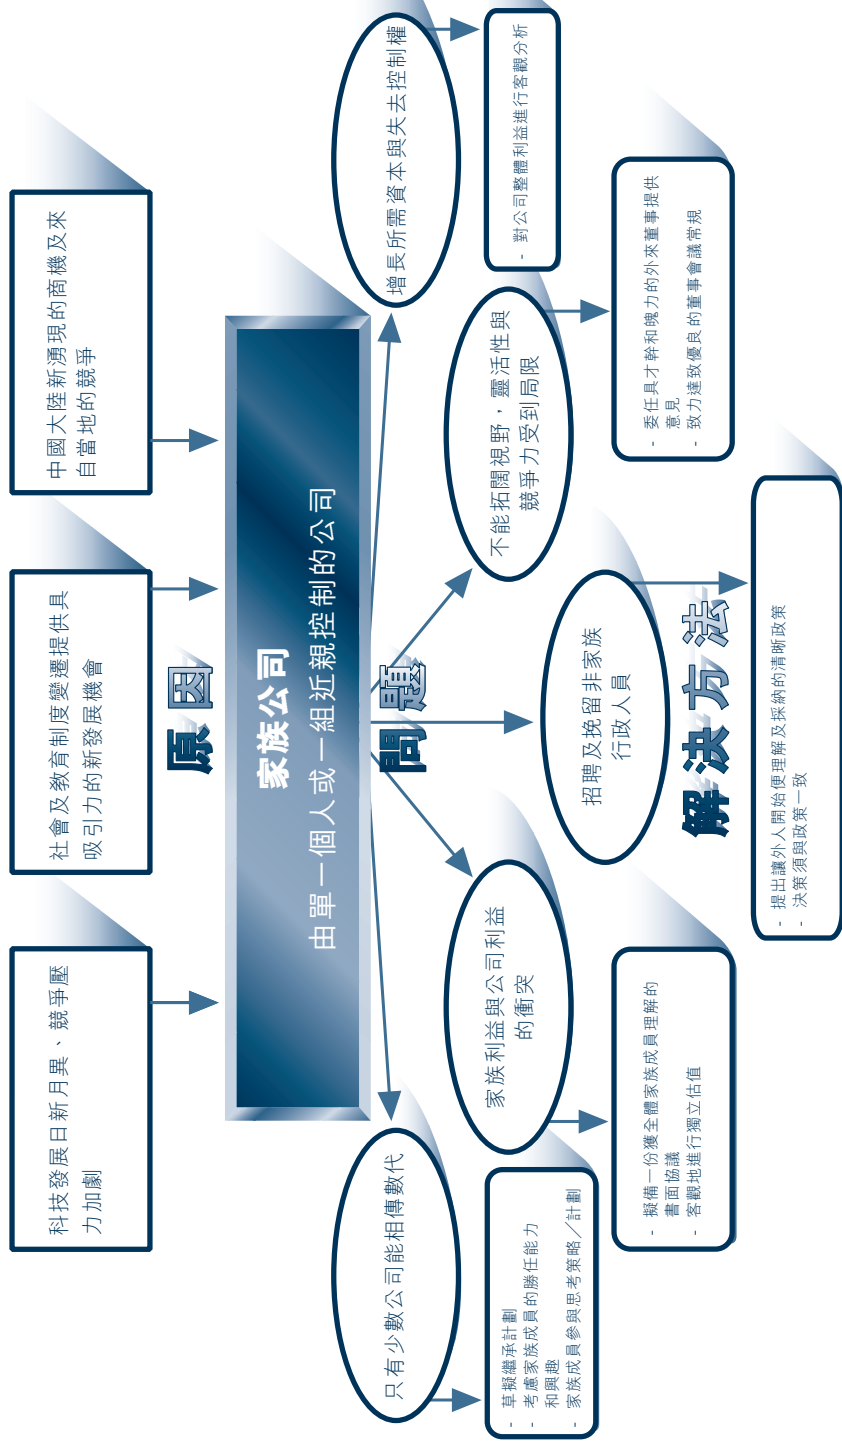 科技發展日新月異、競爭壓
力加劇
社會及教育制度變遷提供具
吸引力的新發展機會
中國大陸新湧現的商機及來
自當地的競爭
原因
家族公司
由單一個人或一組近親控制的公司
問題
只有少數公司能相傳數代
家族利益與公司利益
的衝突
招聘及挽留非家族
行政人員
不能拓闊視野，靈活性與
競爭力受到局限
增長所需資本與失去控制權
解決方法
- 草擬繼承計劃
- 考慮家族成員的勝任能力
和興趣
- 家族成員參與思考策略／計劃
- 擬備一份獲全體家族成員理解的
書面協議
- 客觀地進行獨立估值
- 提出讓外人開始便理解及採納的清晰政策
- 決策須與政策一致
- 委任具才幹和魄力的外來董事提供
意見
- 致力達致優良的董事會議常規
- 對公司整體利益進行客觀分析